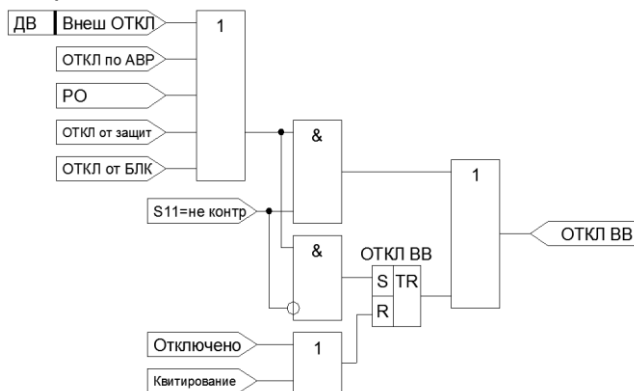 ДВ Внеш ОТКЛ
1
ОТКЛ по АВР
РО
ОТКЛ от защит
&
ОТКЛ от БЛК
1
S11=не контр
ОТКЛ ВВ
&
ОТКЛ ВВ
S TR
R
Отключено
1
Квитирование